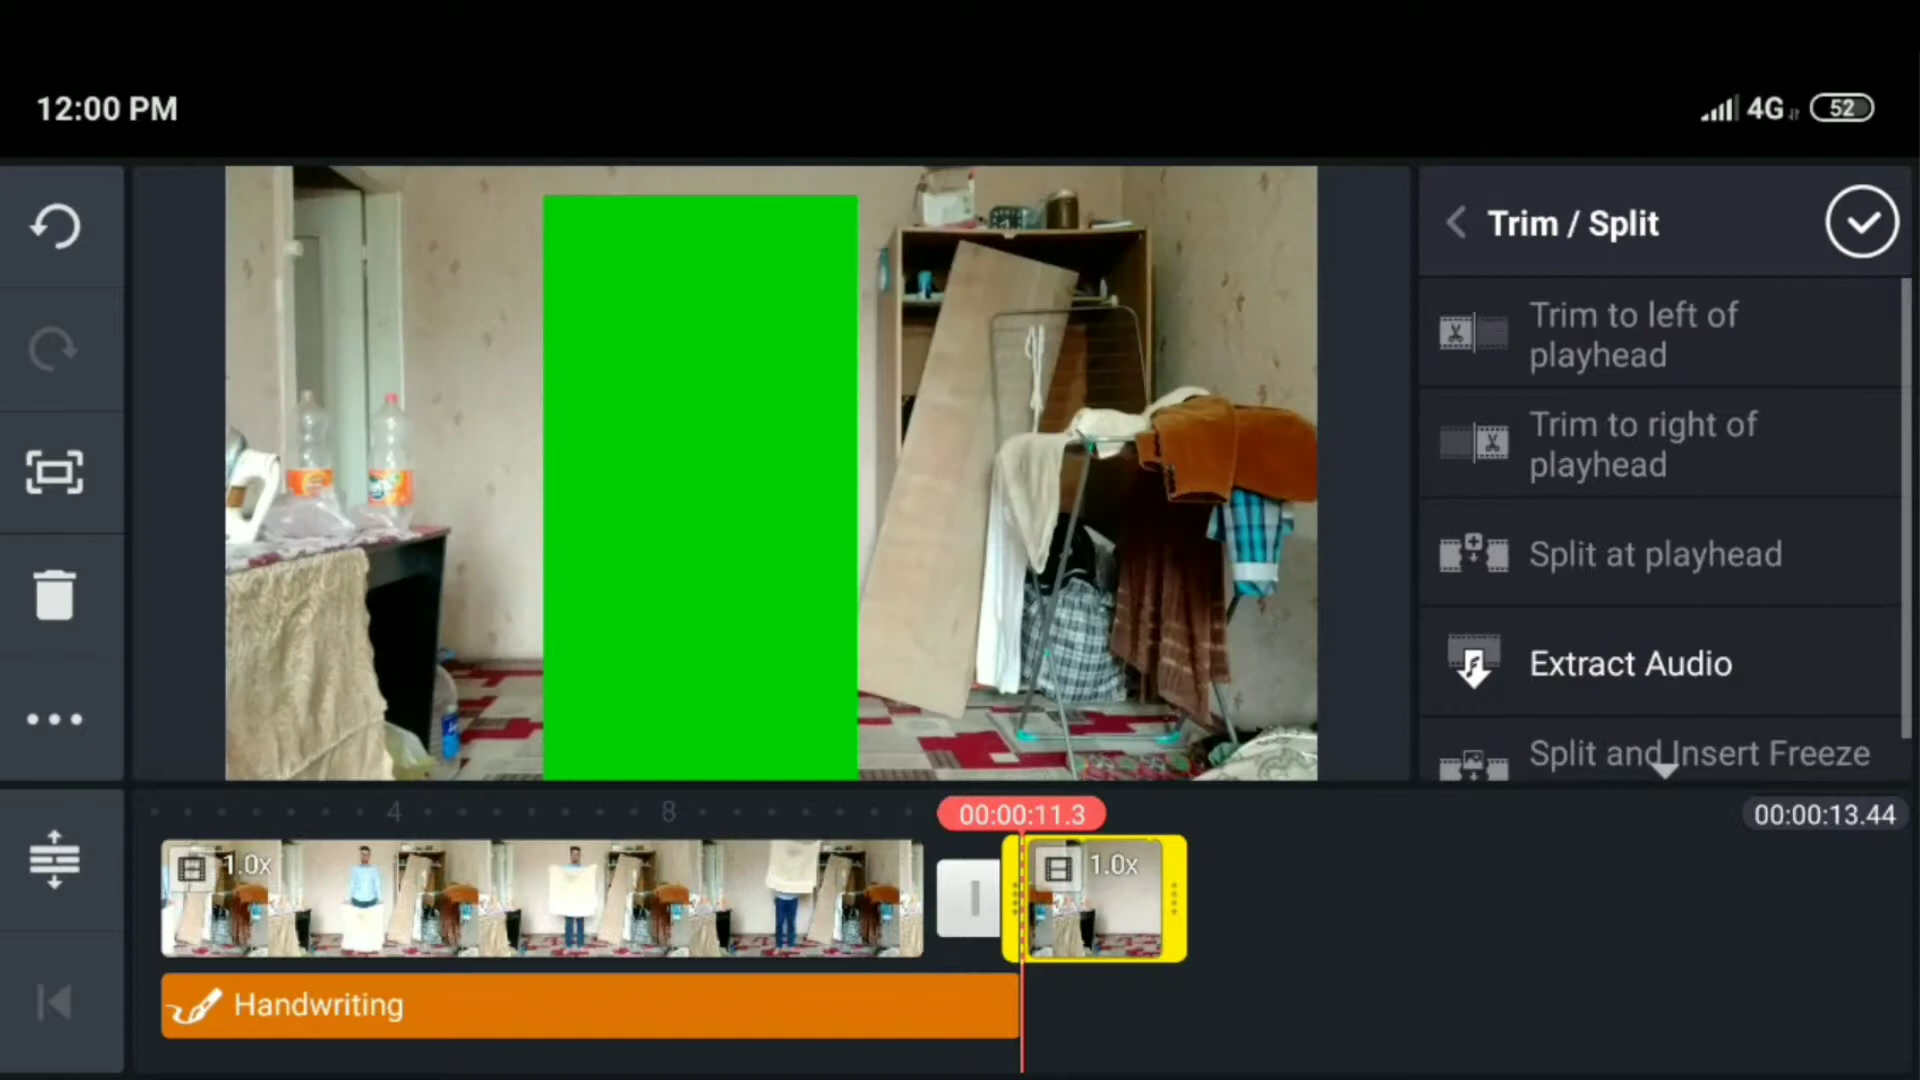 12:00 PM
4G
52
Trim / Split
Trim to left of
playhead
Trim to right of
playhead
Split at playhead
Extract Audio
Split and Insert Freeze
4
8
00:00:11.3
00:00:13.44
1.0x
1.0x
Handwriting